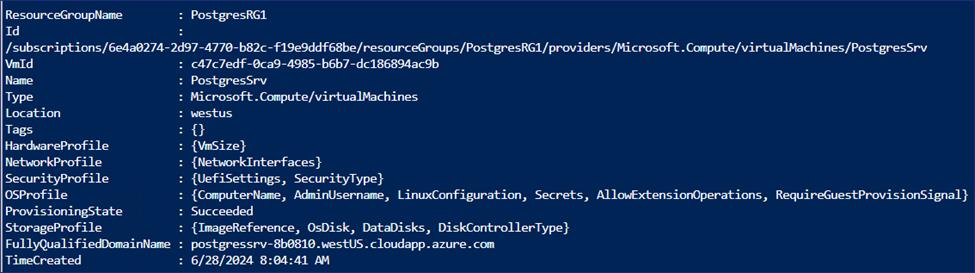 ResourceGroupName : PostgresRG1
Id :
/subscriptions/6e4a0274-2d97-4770-b82c-f19e9ddf68be/resourceGroups/PostgresRG1/providers/Microsoft.Compute/virtualMachines/PostgresSrv
VmId : c47c7edf-0ca9-4985-b6b7-dc186894ac9b
Name : PostgresSrv
Type : Microsoft.Compute/virtualMachines
Location : westus
Tags : {}
HardwareProfile : {VmSize}
NetworkProfile : {NetworkInterfaces}
SecurityProfile : {UefiSettings, SecurityType}
OSProfile : {ComputerName, AdminUsername, LinuxConfiguration, Secrets, AllowExtensionOperations, RequireGuestProvisionSignal}
ProvisioningState : Succeeded
StorageProfile : {ImageReference, OsDisk, DataDisks, DiskControllerType}
FullyQualifiedDomainName : postgressrv-8b0810.westUS.cloudapp.azure.com
TimeCreated : 6/28/2024 8:04:41 AM